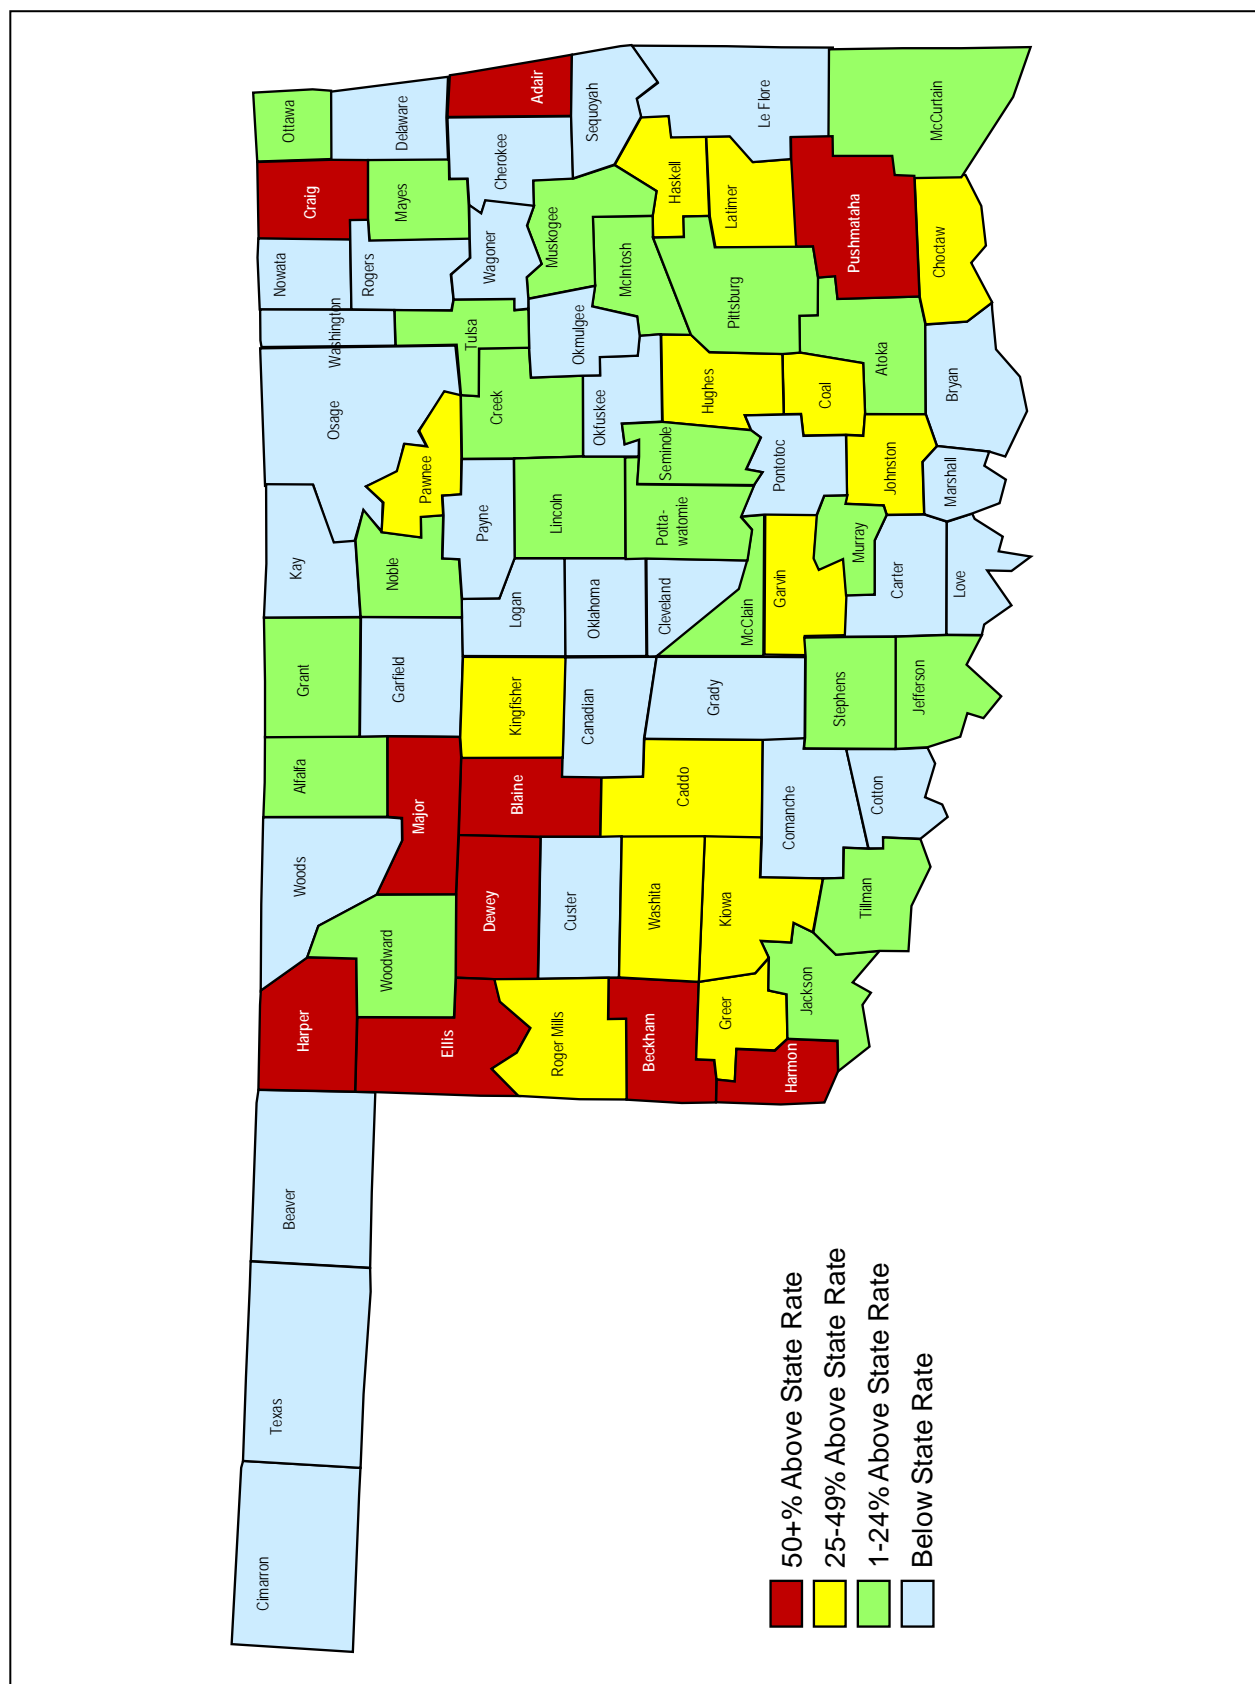 Cimarron
Texas
Beaver
Harper
Woods
Alfalfa
Grant
Kay
Osage
Washington
Nowata
Craig
Ottawa
Delaware
Mayes
Rogers
Ellis
Woodward
Major
Garfield
Noble
Pawnee
Payne
Creek
Tulsa
Wagoner
Cherokee
Adair
Roger Mills
Dewey
Custer
Blaine
Kingfisher
Canadian
Logan
Oklahoma
Lincoln
Okfuskee
Okmulgee
Muskogee
McIntosh
Sequoyah
Haskell
Beckham
Washita
Caddo
Grady
Cleveland
McClain
Potta-
watomie
Seminole
Hughes
Pittsburg
Latimer
Le Flore
Harmon
Greer
Kiowa
Jackson
Comanche
Tillman
Cotton
Stephens
Jefferson
Garvin
Murray
Carter
Love
Pontotoc
Johnston
Marshall
Coal
Atoka
Bryan
Pushmataha
Choctaw
McCurtain
50+% Above State Rate
25-49% Above State Rate
1-24% Above State Rate
Below State Rate